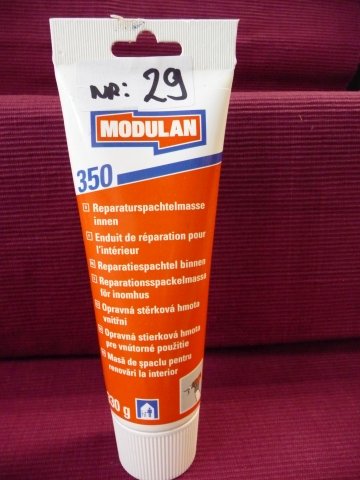 NR: 29
MODULAN
350
Reparaturspachtelmasse
innen
Enduit de réparation pour
l'intérieur
Reparatiespachtel binnen
Reparationsspackelmassa
för inomhus
Opravná stěrková hmota
vnitřní
Opravná stierková hmota
pre vnútorné použitie
Masă de şpaclu pentru
renovări la interior